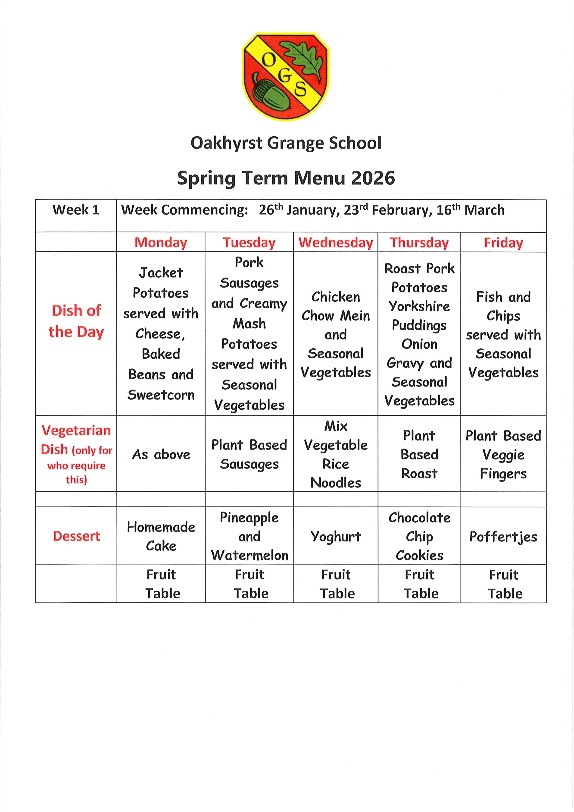 OGS
Oakhyrst Grange School
Spring Term Menu 2026
Week 1
Week Commencing: 26th January, 23rd February, 16th March
Monday
Tuesday
Wednesday
Thursday
Friday
Dish of
the Day
Jacket
Potatoes
served with
Cheese,
Baked
Beans and
Sweetcorn
Pork
Sausages
and Creamy
Mash
Potatoes
served with
Seasonal
Vegetables
Chicken
Chow Mein
and
Seasonal
Vegetables
Roast Pork
Potatoes
Yorkshire
Puddings
Onion
Gravy and
Seasonal
Vegetables
Fish and
Chips
served with
Seasonal
Vegetables
Vegetarian
Dish (only for
who require
this)
As above
Plant Based
Sausages
Mix
Vegetable
Rice
Noodles
Plant
Based
Roast
Plant Based
Veggie
Fingers
Dessert
Homemade
Cake
Pineapple
and
Watermelon
Yoghurt
Chocolate
Chip
Cookies
Poffertjes
Fruit
Table
Fruit
Table
Fruit
Table
Fruit
Table
Fruit
Table